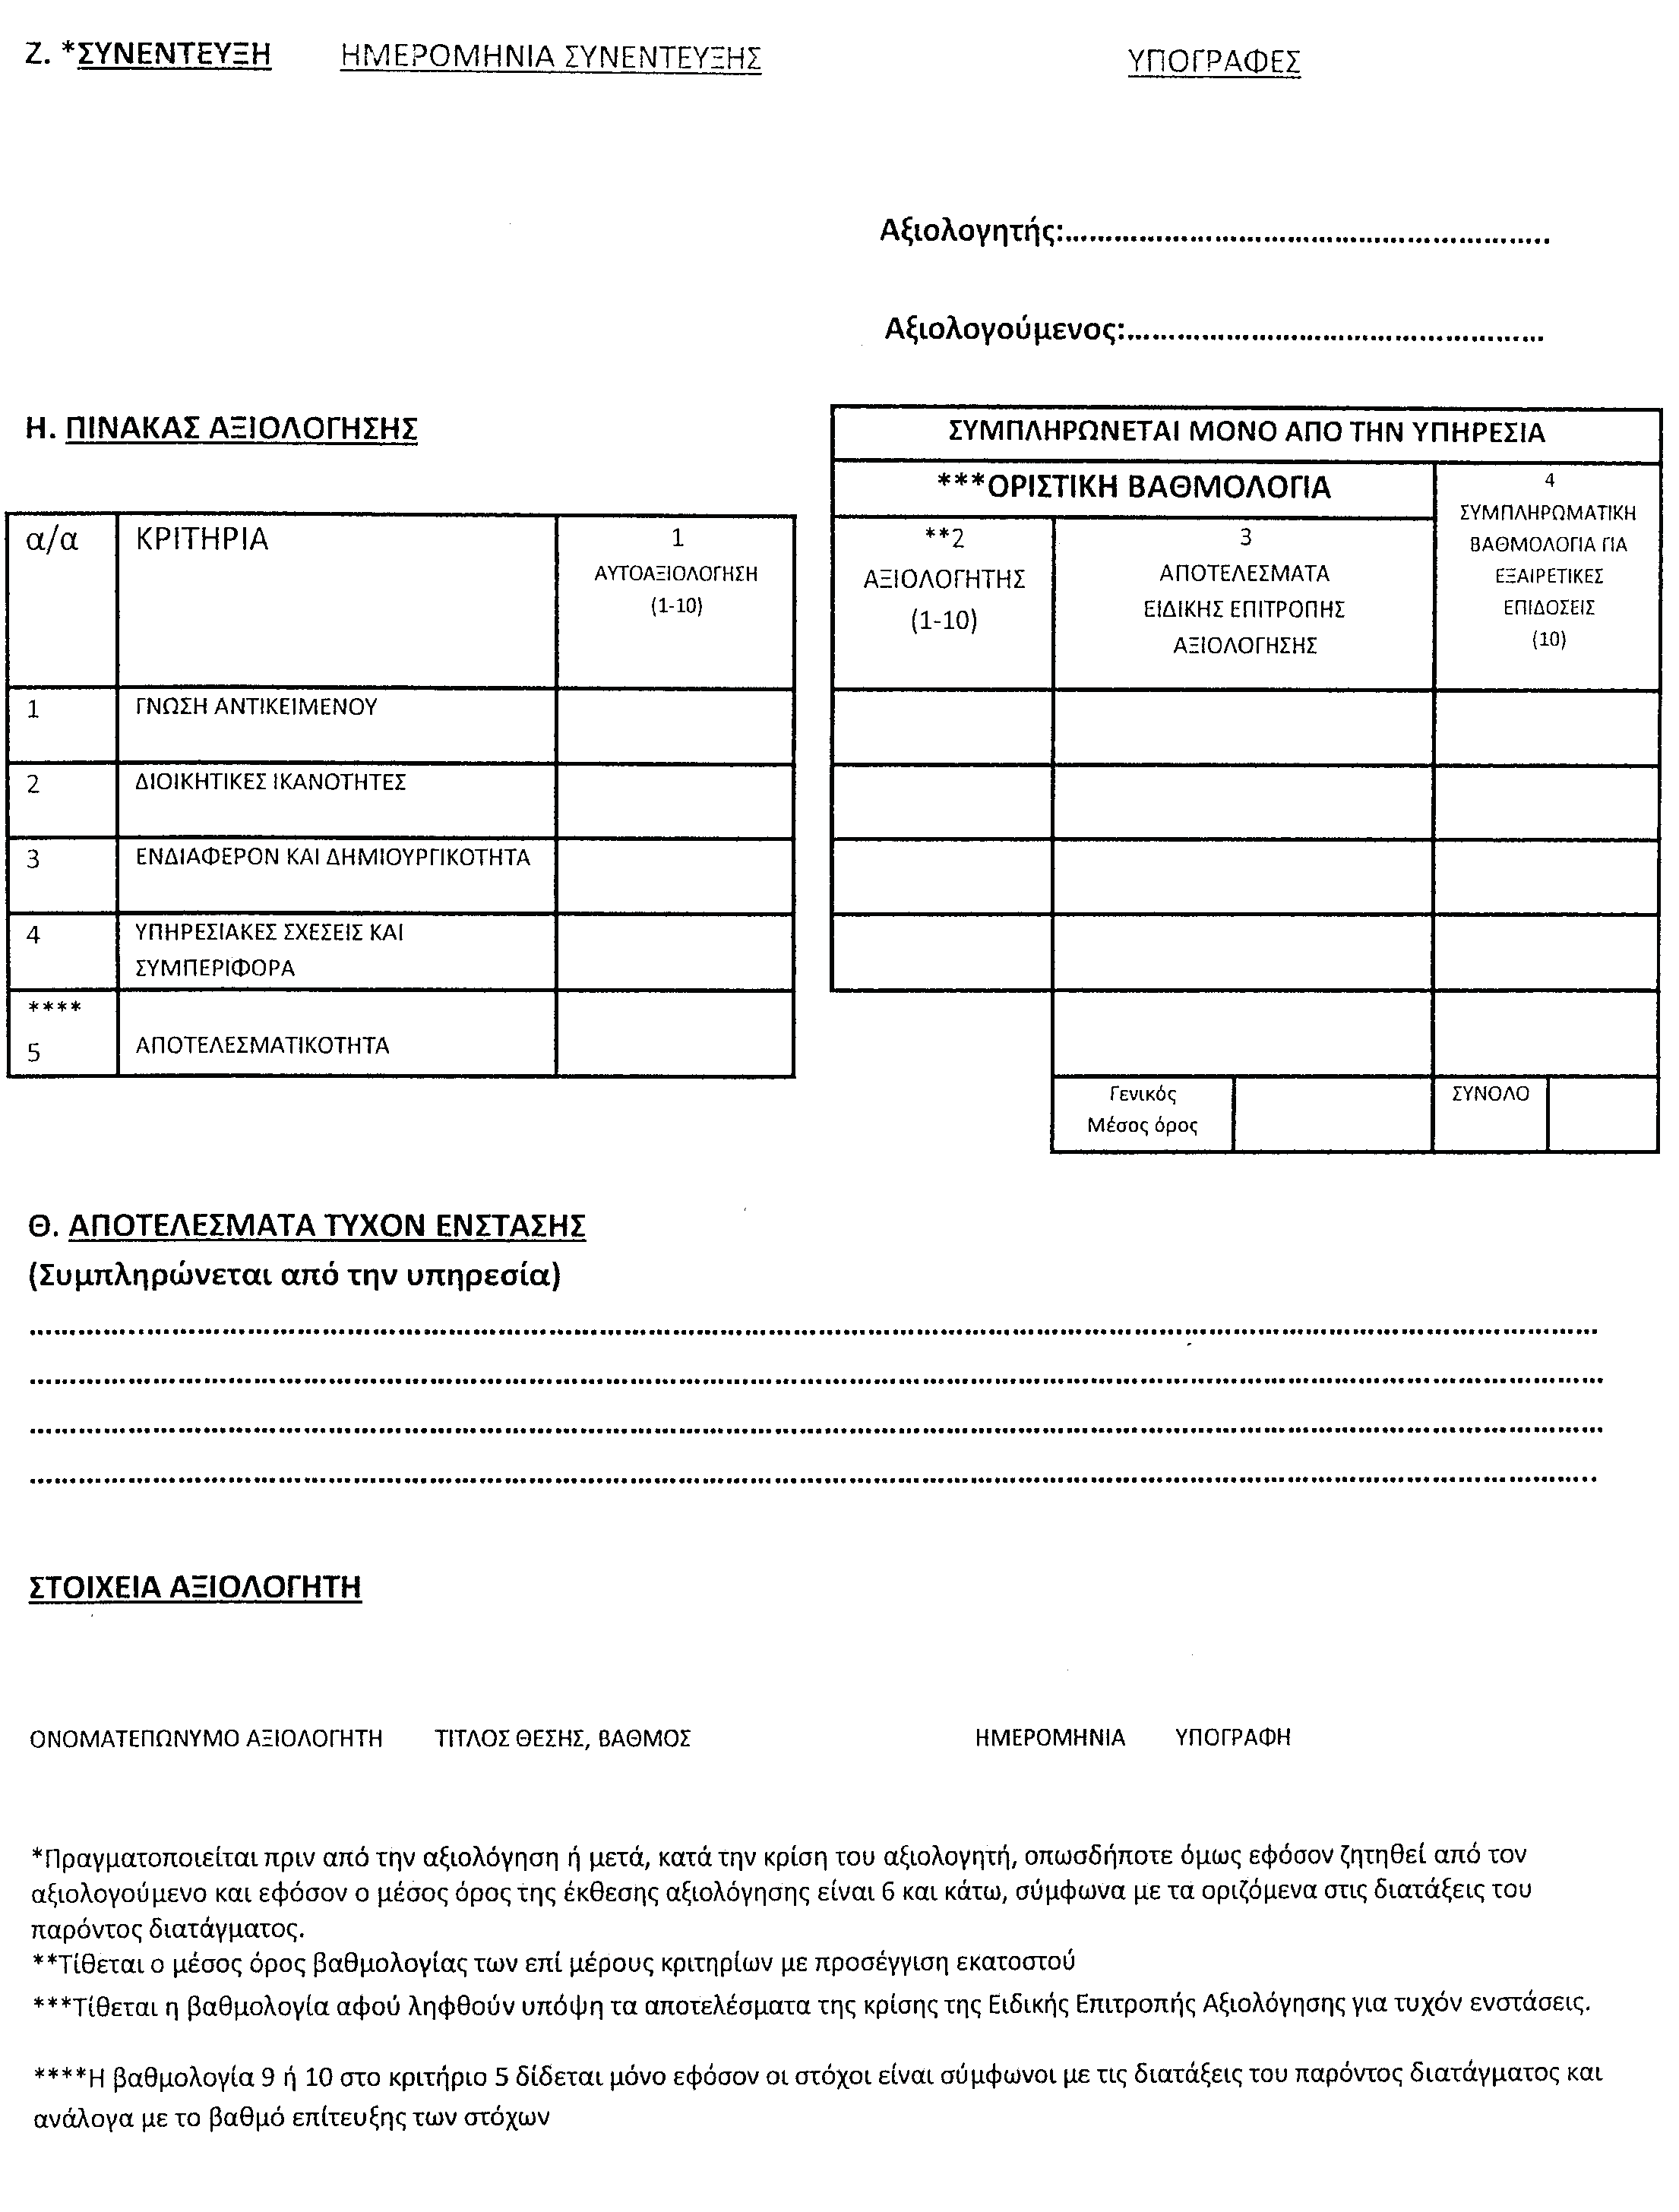 Ζ. *ΣΥΝΕΝΤΕΥΞΗ ΗΜΕΡΟΜΗΝΙΑ ΣΥΝΕΝΤΕΥΞΗΣ ΥΠΟΓΡΑΦΕΣ
Αξιολογητής:..........................................................
Αξιολογούμενος:..................................................
Η. ΠΙΝΑΚΑΣ ΑΞΙΟΛΟΓΗΣΗΣ
α/α ΚΡΙΤΗΡΙΑ 1
ΑΥΤΟΑΞΙΟΛΟΓΗΣΗ
(1-10)
1 ΓΝΩΣΗ ΑΝΤΙΚΕΙΜΕΝΟΥ
2 ΔΙΟΙΚΗΤΙΚΕΣ ΙΚΑΝΟΤΗΤΕΣ
3 ΕΝΔΙΑΦΕΡΟΝ ΚΑΙ ΔΗΜΙΟΥΡΓΙΚΟΤΗΤΑ
4 ΥΠΗΡΕΣΙΑΚΕΣ ΣΧΕΣΕΙΣ ΚΑΙ
ΣΥΜΠΕΡΙΦΟΡΑ
****
5 ΑΠΟΤΕΛΕΣΜΑΤΙΚΟΤΗΤΑ
ΣΥΜΠΛΗΡΩΝΕΤΑΙ ΜΟΝΟ ΑΠΟ ΤΗΝ ΥΠΗΡΕΣΙΑ
***ΟΡΙΣΤΙΚΗ ΒΑΘΜΟΛΟΓΙΑ
**2
ΑΞΙΟΛΟΓΗΤΗΣ
(1-10)
3
ΑΠΟΤΕΛΕΣΜΑΤΑ
ΕΙΔΙΚΗΣ ΕΠΙΤΡΟΠΗΣ
ΑΞΙΟΛΟΓΗΣΗΣ
4
ΣΥΜΠΛΗΡΩΜΑΤΙΚΗ
ΒΑΘΜΟΛΟΓΙΑ ΓΙΑ
ΕΞΑΙΡΕΤΙΚΕΣ
ΕΠΙΔΟΣΕΙΣ
(10)
Γενικός
Μέσος όρος
ΣΥΝΟΛΟ
Θ. ΑΠΟΤΕΛΕΣΜΑΤΑ ΤΥΧΟΝ ΕΝΣΤΑΣΗΣ
(Συμπληρώνεται από την υπηρεσία)
ΣΤΟΙΧΕΙΑ ΑΞΙΟΛΟΓΗΤΗ
ΟΝΟΜΑΤΕΠΩΝΥΜΟ ΑΞΙΟΛΟΓΗΤΗ ΤΙΤΛΟΣ ΘΕΣΗΣ, ΒΑΘΜΟΣ ΗΜΕΡΟΜΗΝΙΑ ΥΠΟΓΡΑΦΗ
*Πραγματοποιείται πριν από την αξιολόγηση ή μετά, κατά την κρίση του αξιολογητή, οπωσδήποτε όμως εφόσον ζητηθεί από τον
αξιολογούμενο και εφόσον ο μέσος όρος της έκθεσης αξιολόγησης είναι 6 και κάτω, σύμφωνα με τα οριζόμενα στις διατάξεις του
παρόντος διατάγματος.
**Τίθεται ο μέσος όρος βαθμολογίας των επί μέρους κριτηρίων με προσέγγιση εκατοστού
***Τίθεται η βαθμολογία αφού ληφθούν υπόψη τα αποτελέσματα της κρίσης της Ειδικής Επιτροπής Αξιολόγησης για τυχόν ενστάσεις.
****Η βαθμολογία 9 ή 10 στο κριτήριο 5 δίδεται μόνο εφόσον οι στόχοι είναι σύμφωνοι με τις διατάξεις του παρόντος διατάγματος και
ανάλογα με το βαθμό επίτευξης των στόχων